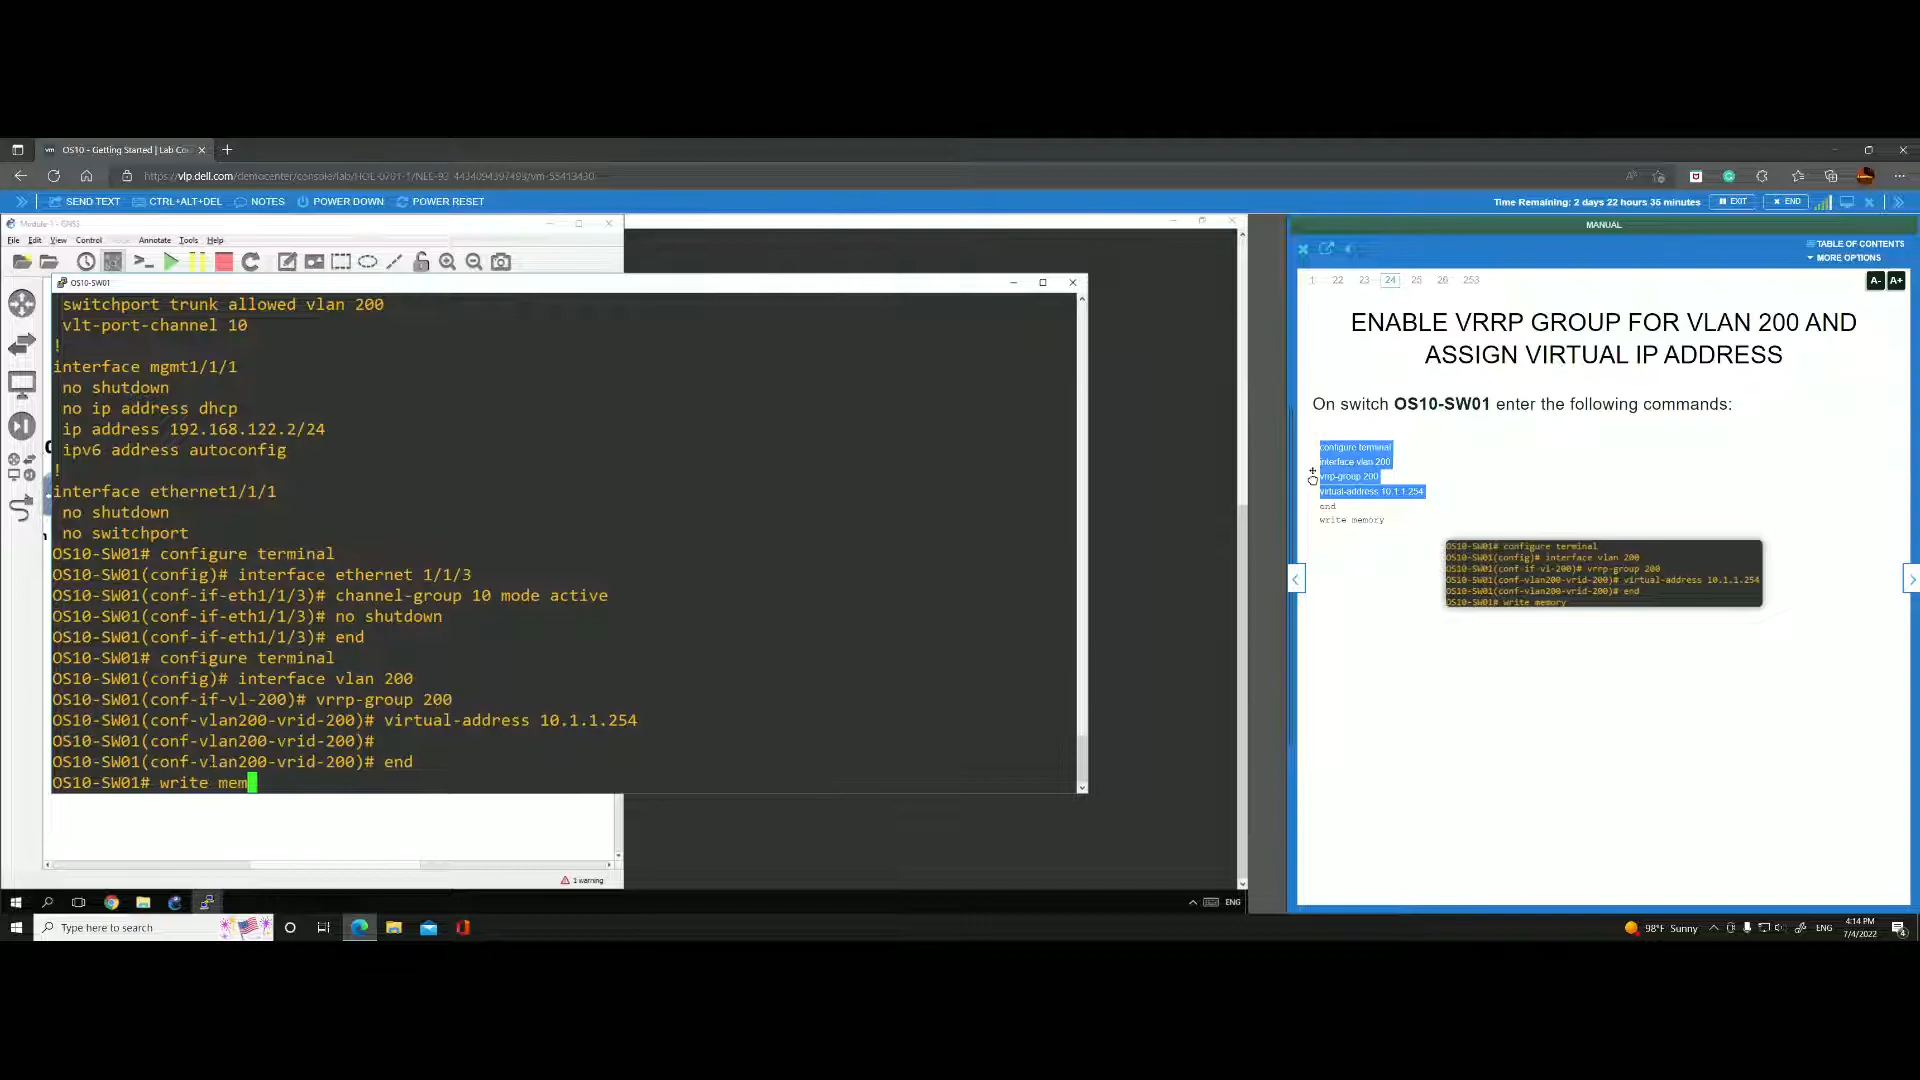 OS10 - Getting Started | Lab Co
https://vlp.dell.com/democenter/console/lab/HOL-0701-1/NEE-93_4434094397493/vm-55413430
SEND TEXT
CTRL+ALT+DEL
NOTES
POWER DOWN
POWER RESET
Time Remaining: 2 days 22 hours 35 minutes
EXIT
END
Module-1 - GNS3
File Edit View Control Annotate Tools Help
OS10-SW01
switchport trunk allowed vlan 200
vlt-port-channel 10
!
interface mgmt1/1/1
no shutdown
no ip address dhcp
ip address 192.168.122.2/24
ipv6 address autoconfig
!
interface ethernet1/1/1
no shutdown
no switchport
OS10-SW01# configure terminal
OS10-SW01(config)# interface ethernet 1/1/3
OS10-SW01(conf-if-eth1/1/3)# channel-group 10 mode active
OS10-SW01(conf-if-eth1/1/3)# no shutdown
OS10-SW01(conf-if-eth1/1/3)# end
OS10-SW01# configure terminal
OS10-SW01(config)# interface vlan 200
OS10-SW01(conf-if-vl-200)# vrrp-group 200
OS10-SW01(conf-vlan200-vrid-200)# virtual-address 10.1.1.254
OS10-SW01(conf-vlan200-vrid-200)#
OS10-SW01(conf-vlan200-vrid-200)# end
OS10-SW01# write mem
1 warning
ENG
MANUAL
TABLE OF CONTENTS
MORE OPTIONS
1 22 23 24 25 26 253
A- A+
ENABLE VRRP GROUP FOR VLAN 200 AND
ASSIGN VIRTUAL IP ADDRESS
On switch OS10-SW01 enter the following commands:
configure terminal
interface vlan 200
vrrp-group 200
virtual-address 10.1.1.254
end
write memory
OS10-SW01# configure terminal
OS10-SW01(config)# interface vlan 200
OS10-SW01(conf-if-vl-200)# vrrp-group 200
OS10-SW01(conf-vlan200-vrid-200)# virtual-address 10.1.1.254
OS10-SW01(conf-vlan200-vrid-200)# end
OS10-SW01# write memory
Type here to search
98°F Sunny
ENG
4:14 PM
7/4/2022
4